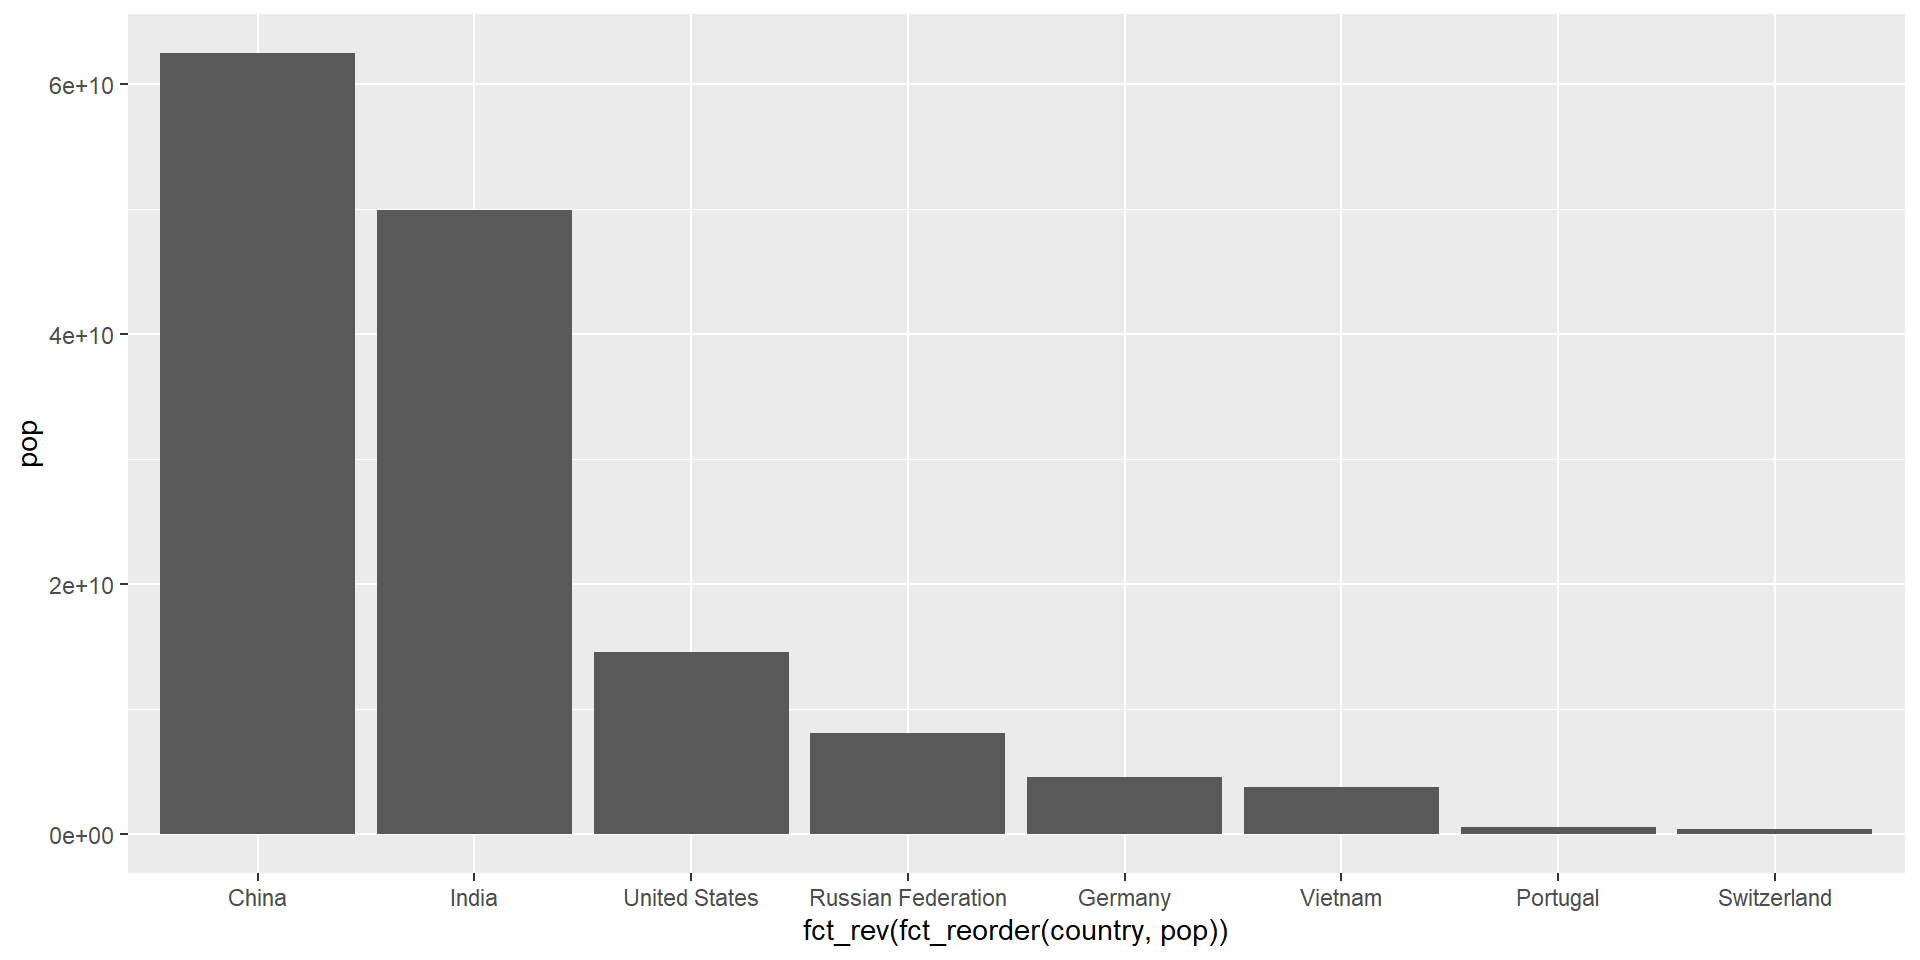 6e+10
4e+10
2e+10
0e+00
pop
China India United States Russian Federation Germany Vietnam Portugal Switzerland
fct_rev(fct_reorder(country, pop))